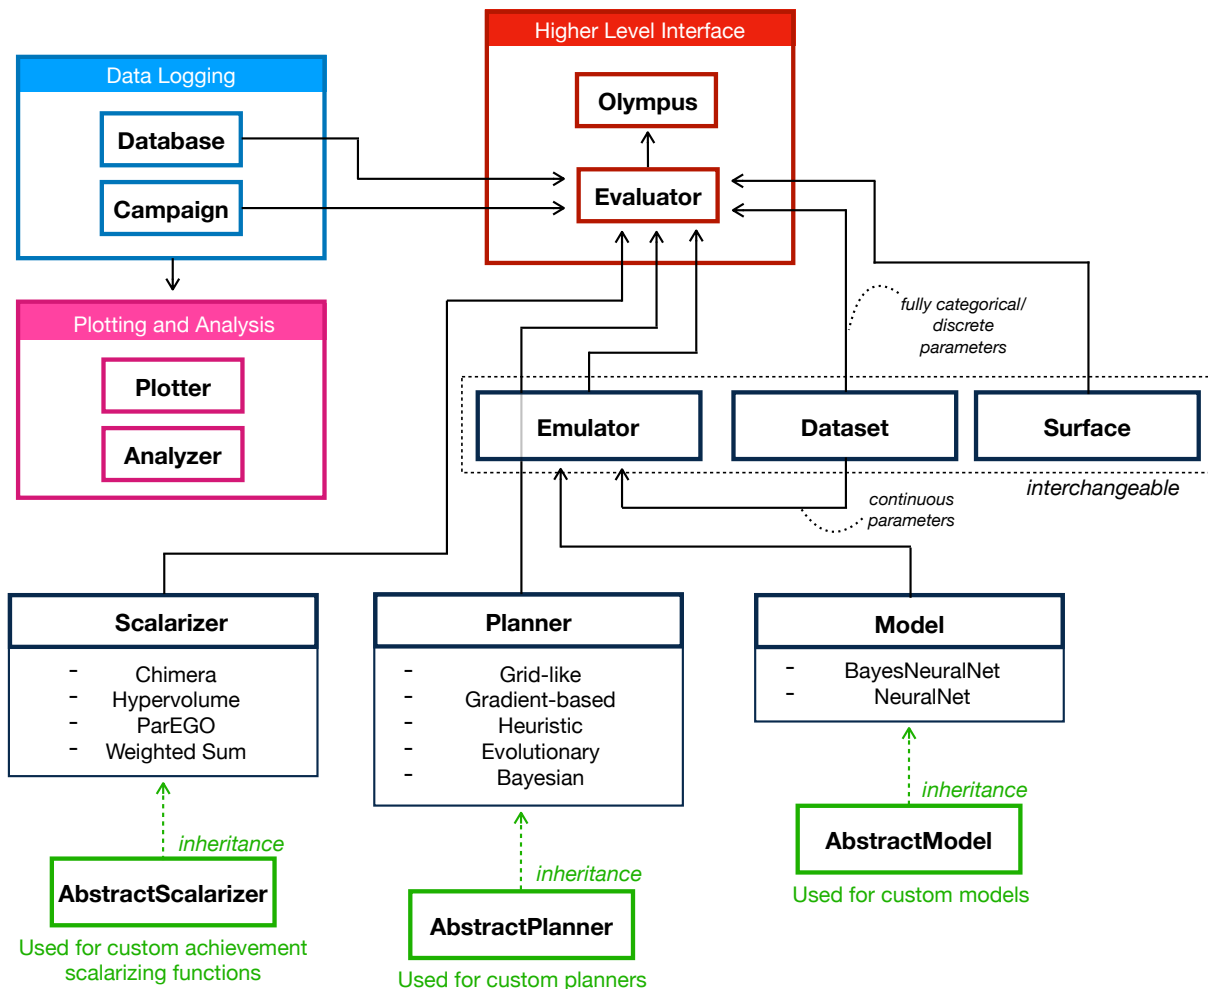 Higher Level Interface
Olympus
Evaluator
Data Logging
Database
Campaign
Plotting and Analysis
Plotter
Analyzer
fully categorical/
discrete
parameters
Emulator
Dataset
Surface
interchangeable
continuous
parameters
Scalarizer
- Chimera
- Hypervolume
- ParEGO
- Weighted Sum
Planner
- Grid-like
- Gradient-based
- Heuristic
- Evolutionary
- Bayesian
Model
- BayesNeuralNet
- NeuralNet
inheritance
AbstractScalarizer
Used for custom achievement
scalarizing functions
inheritance
AbstractPlanner
Used for custom planners
inheritance
AbstractModel
Used for custom models